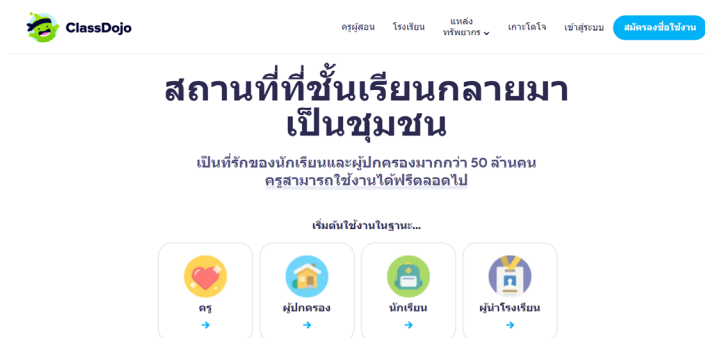 ClassDojo
ครูผู้สอน
โรงเรียน
แหล่ง
ทรัพยากร
เกาะโดโจ
เข้าสู่ระบบ
สมัครลงชื่อใช้งาน
สถานที่ที่ชั้นเรียนกลายมา
เป็นชุมชน
เป็นที่รักของนักเรียนและผู้ปกครองมากกว่า 50 ล้านคน
ครูสามารถใช้งานได้ฟรีตลอดไป
เริ่มต้นใช้งานในฐานะ...
ครู
ผู้ปกครอง
นักเรียน
ผู้นำโรงเรียน